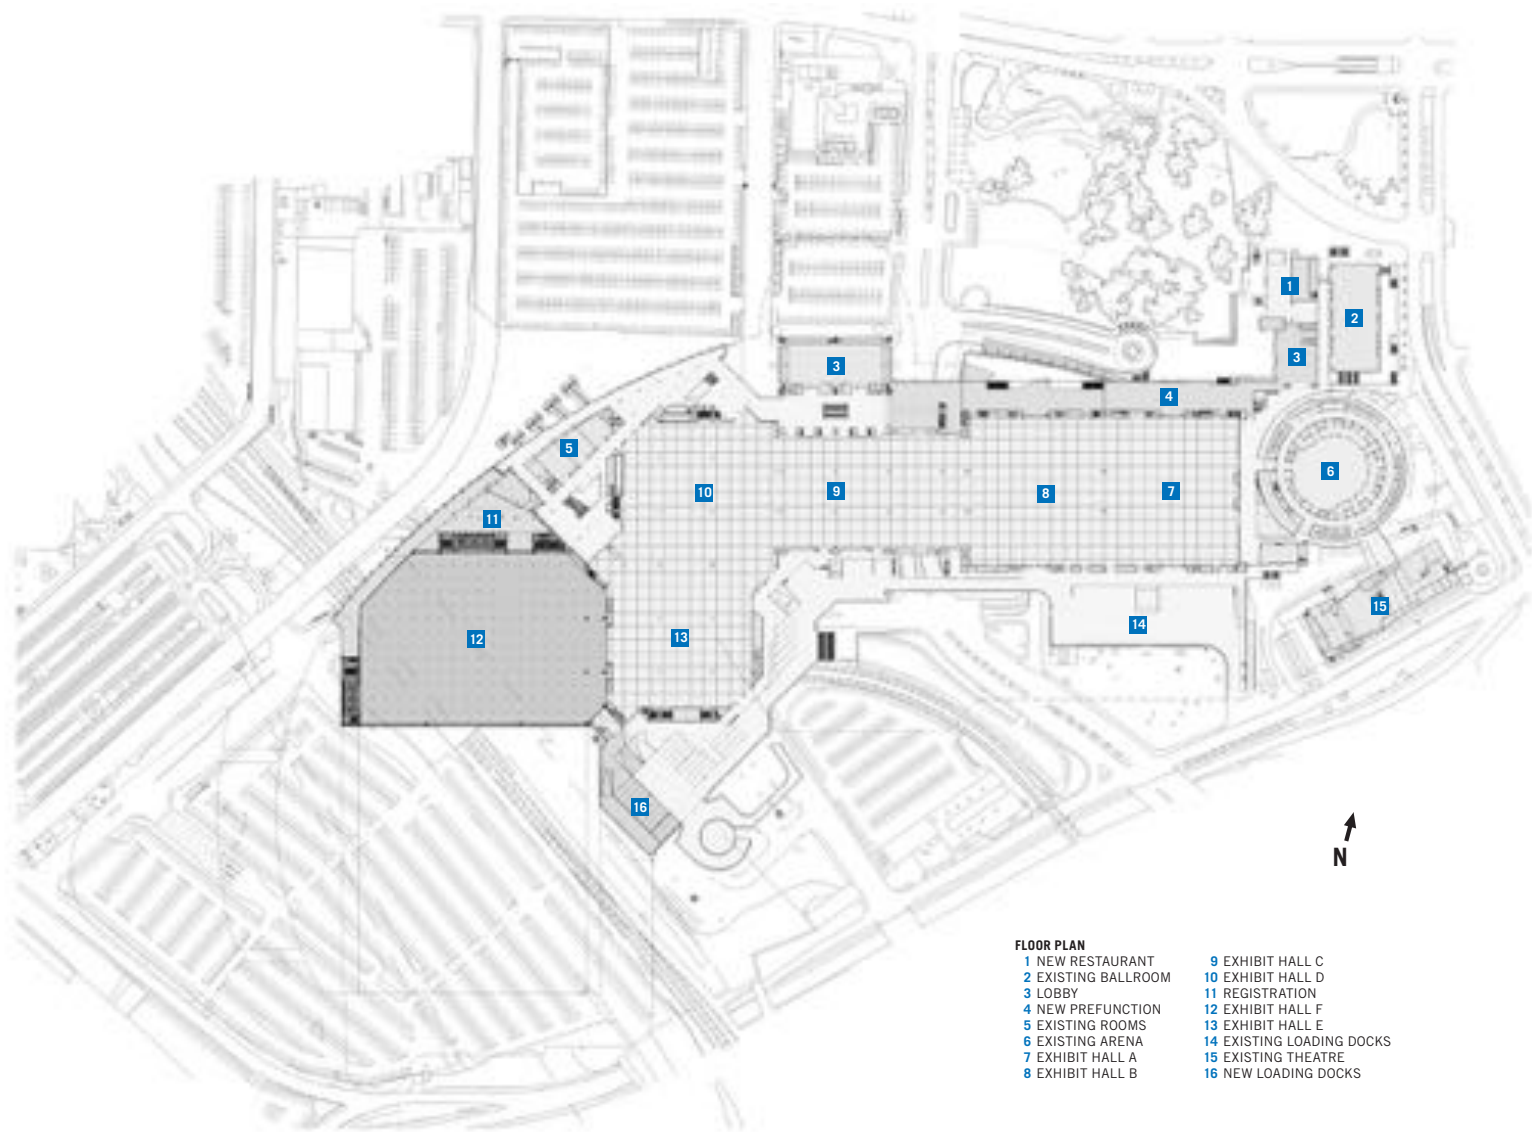 1
2
3
3
4
5
6
10
9
8
7
11
12
13
14
15
16
N
FLOOR PLAN
1 NEW RESTAURANT
2 EXISTING BALLROOM
3 LOBBY
4 NEW PREFUNCTION
5 EXISTING ROOMS
6 EXISTING ARENA
7 EXHIBIT HALL A
8 EXHIBIT HALL B
9 EXHIBIT HALL C
10 EXHIBIT HALL D
11 REGISTRATION
12 EXHIBIT HALL F
13 EXHIBIT HALL E
14 EXISTING LOADING DOCKS
15 EXISTING THEATRE
16 NEW LOADING DOCKS